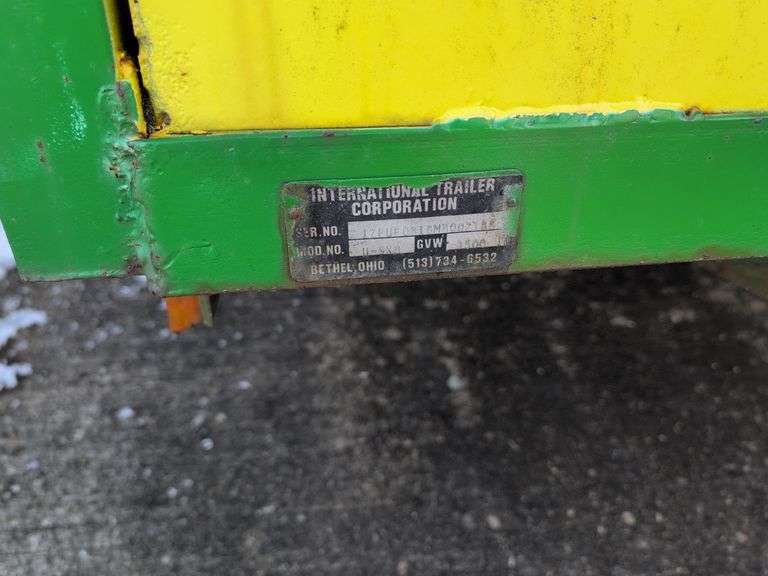 INTERNATIONAL TRAILER
CORPORATION
SER.NO.
MOD.NO. GVW
BETHEL, OHIO (513) 734-6532